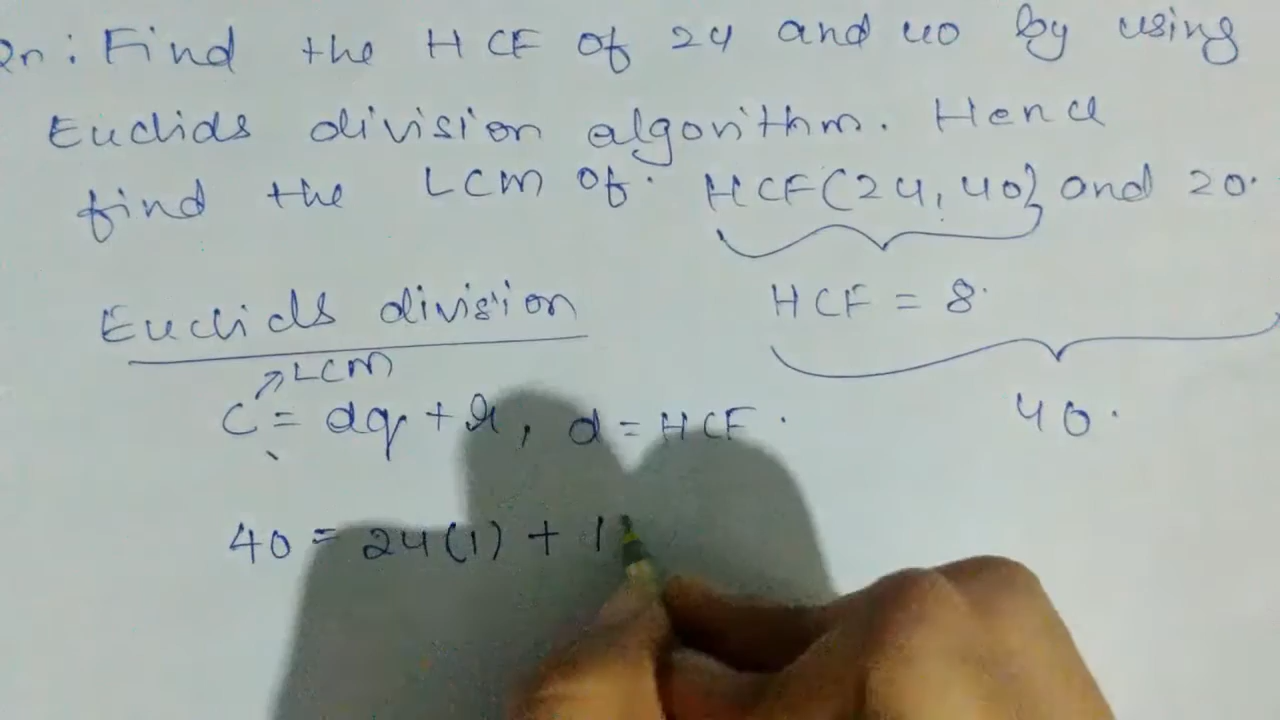 Qn: Find the HCF of 24 and 40 by using
Euclids division algorithm. Hence
find the LCM of. HCF(24,40) and 20.
Euclids division
HCF = 8.
LCM
C = dq + r, d = HCF.
40.
40 = 24(1) + 1